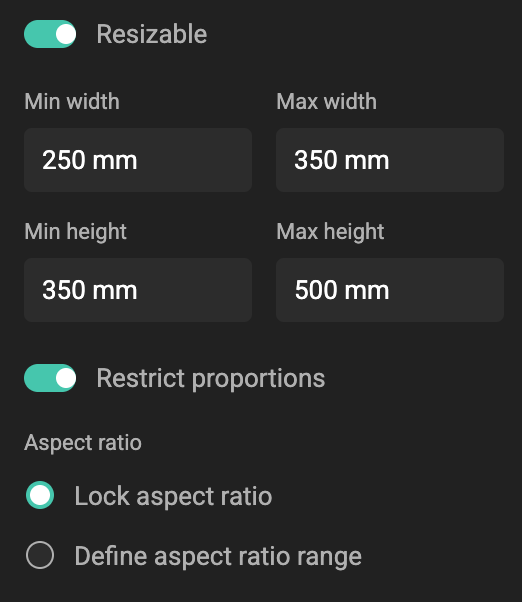 Resizable
Min width
Max width
250 mm
350 mm
Min height
Max height
350 mm
500 mm
Restrict proportions
Aspect ratio
Lock aspect ratio
Define aspect ratio range